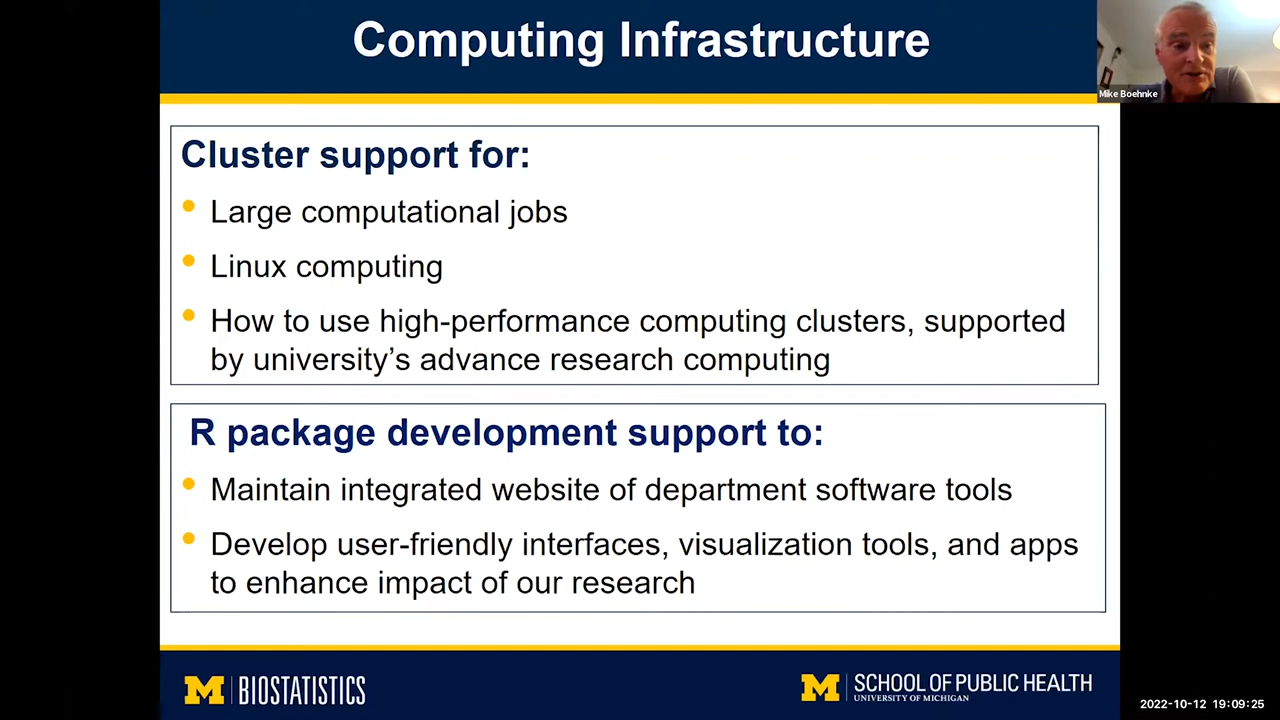 Computing Infrastructure
Mike Boehnke
Cluster support for:
• Large computational jobs
• Linux computing
• How to use high-performance computing clusters, supported
by university’s advance research computing
R package development support to:
• Maintain integrated website of department software tools
• Develop user-friendly interfaces, visualization tools, and apps
to enhance impact of our research
M BIOSTATISTICS
M SCHOOL OF PUBLIC HEALTH
UNIVERSITY OF MICHIGAN
2022-10-12 19:09:25